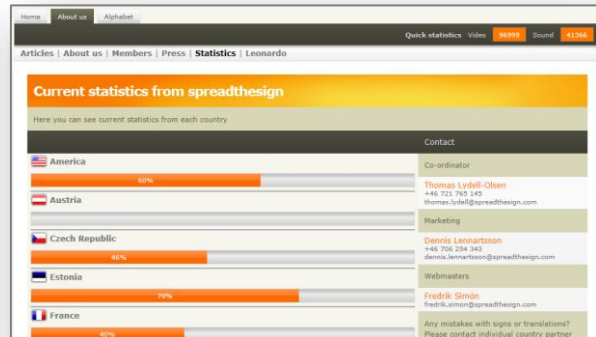 Home About us Alphabet
Quick statistics Video 96999 Sound 41366
Articles | About us | Members | Press | Statistics | Leonardo
Current statistics from spreadthesign
Here you can see current statistics from each country
Contact
America
60%
Austria
Czech Republic
46%
Estonia
70%
France
40%
Co-ordinator
Thomas Lydell-Olsen
+46 721 765 145
thomas.lydell@spreadthesign.com
Marketing
Dennis Lennartsson
+46 706 254 343
dennis.lennartsson@spreadthesign.com
Webmasters
Fredrik Simón
fredrik.simon@spreadthesign.com
Any mistakes with signs or translations?
Please contact individual country partner